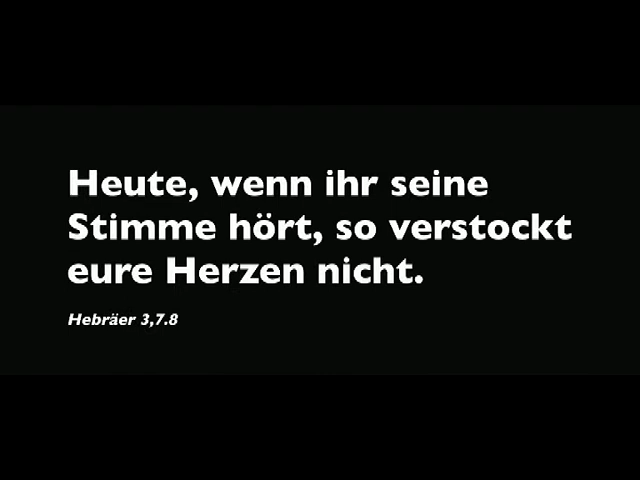 Heute, wenn ihr seine
Stimme hört, so verstockt
eure Herzen nicht.
Hebräer 3,7.8